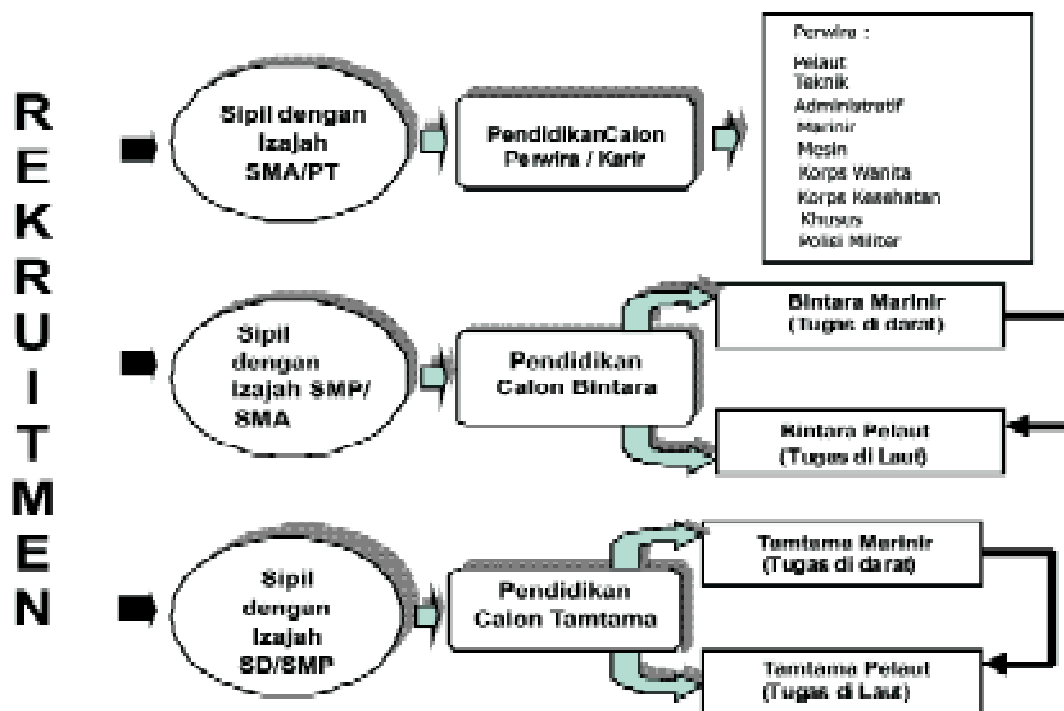 REKRUITMEN
Sipil dengan
Izajah
SMA/PT
PendidikanCalon
Perwira / Karir
Perwira :
Pelaut
Teknik
Administratif
Marinir
Mesin
Korps Wanita
Korps Kesehatan
Khusus
Polisi Militer
Sipil
dengan
Izajah SMP/
SMA
Pendidikan
Calon Bintara
Bintara Marinir
(Tugas di darat)
Bintara Pelaut
(Tugas di Laut)
Sipil
dengan
Izajah
SD/SMP
Pendidikan
Calon Tamtama
Tamtama Marinir
(Tugas di darat)
Tamtama Pelaut
(Tugas di Laut)